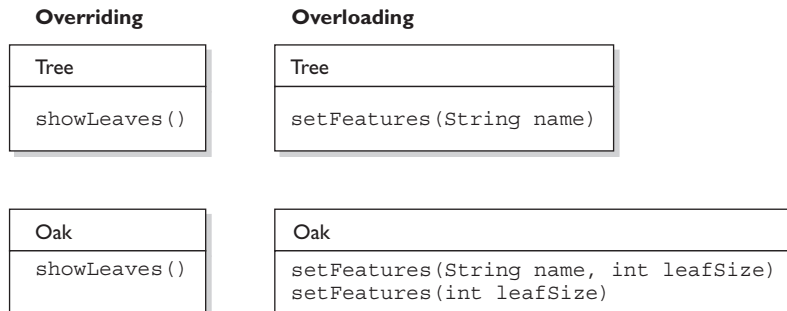 Overriding
Overloading
Tree
showLeaves()
Tree
setFeatures(String name)
Oak
showLeaves()
Oak
setFeatures(String name, int leafSize)
setFeatures(int leafSize)